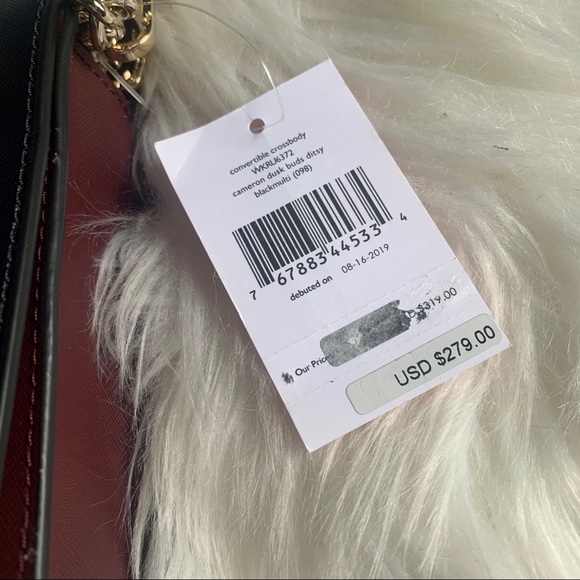 convertible crossbody
WKRU6372
cameron dusk buds ditsy
blackmulti (098)
7 67883 44533 4
debuted on 08-16-2019
$319.00
Our Price
USD $279.00